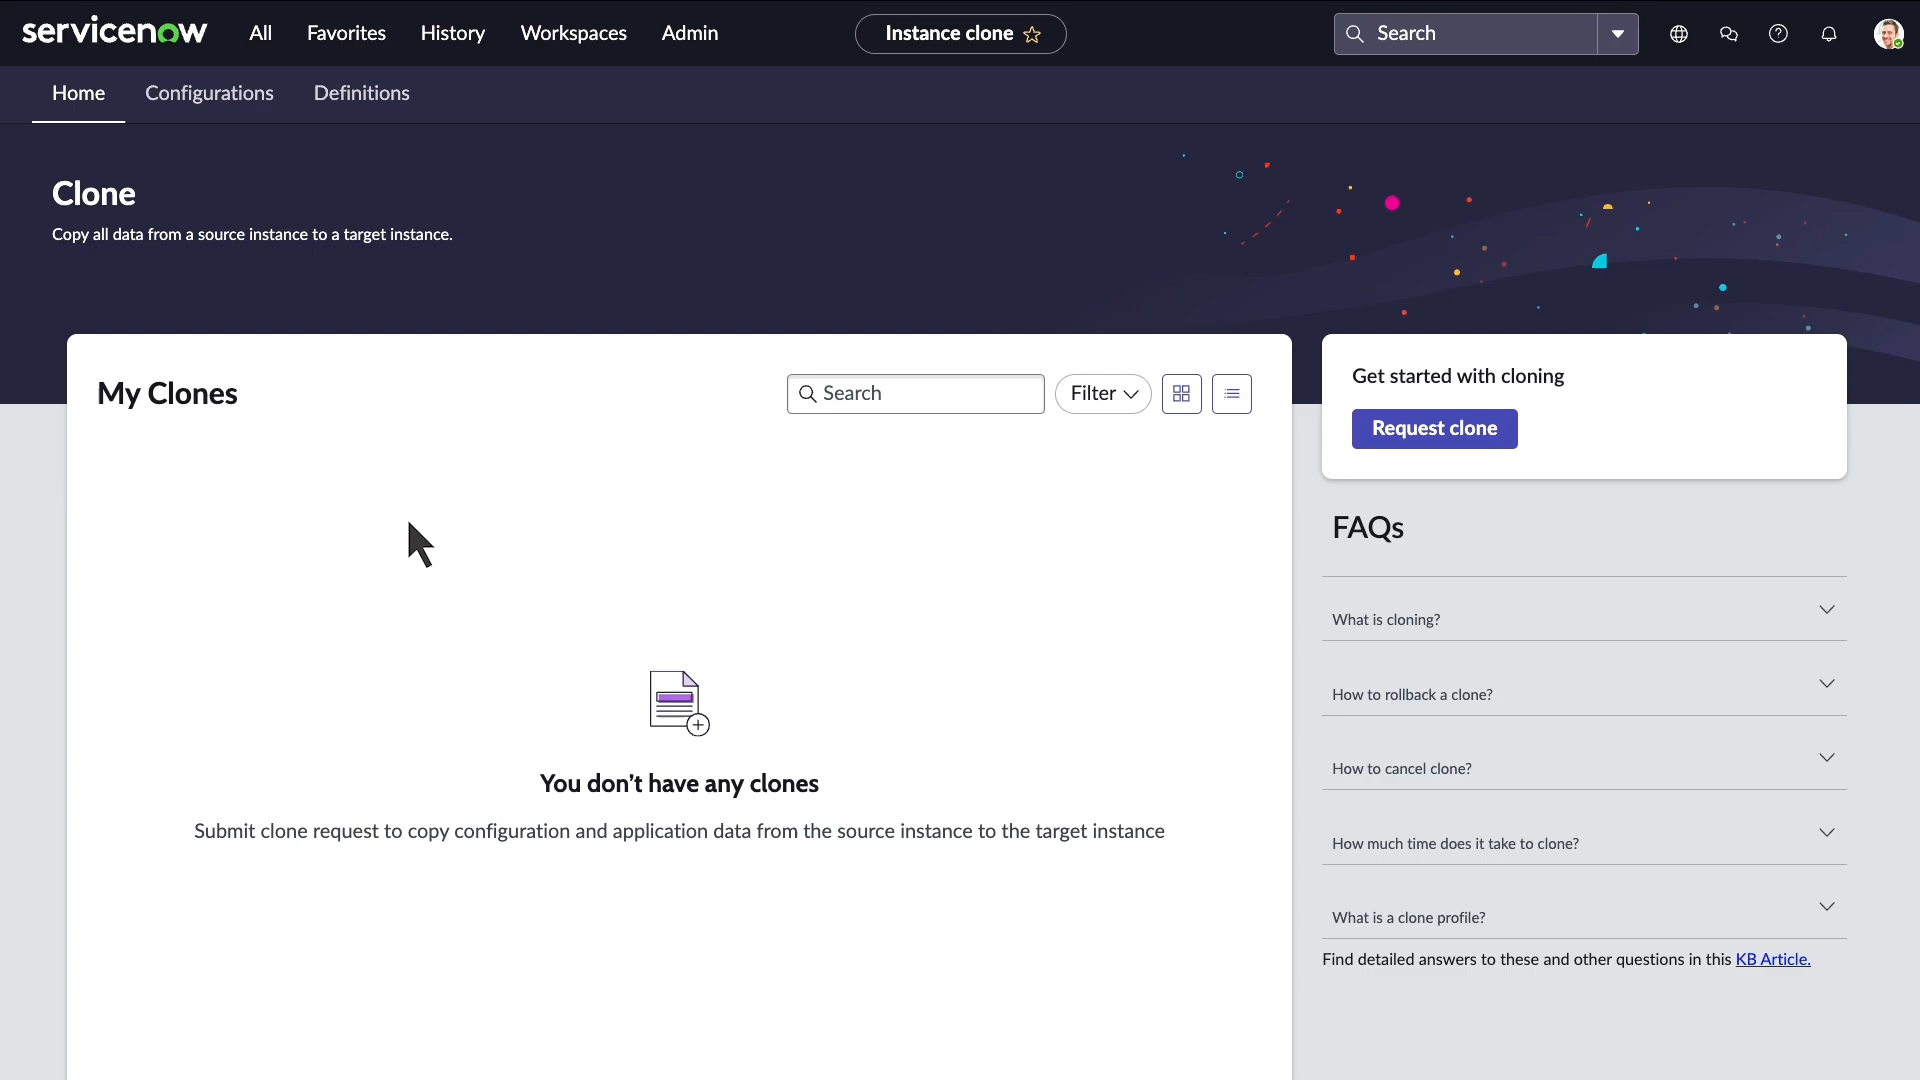 servicenow
All
Favorites
History
Workspaces
Admin
Instance clone
Search
Home
Configurations
Definitions
Clone
Copy all data from a source instance to a target instance.
My Clones
Search
Filter
You don't have any clones
Submit clone request to copy configuration and application data from the source instance to the target instance
Get started with cloning
Request clone
FAQs
What is cloning?
How to rollback a clone?
How to cancel clone?
How much time does it take to clone?
What is a clone profile?
Find detailed answers to these and other questions in this KB Article.